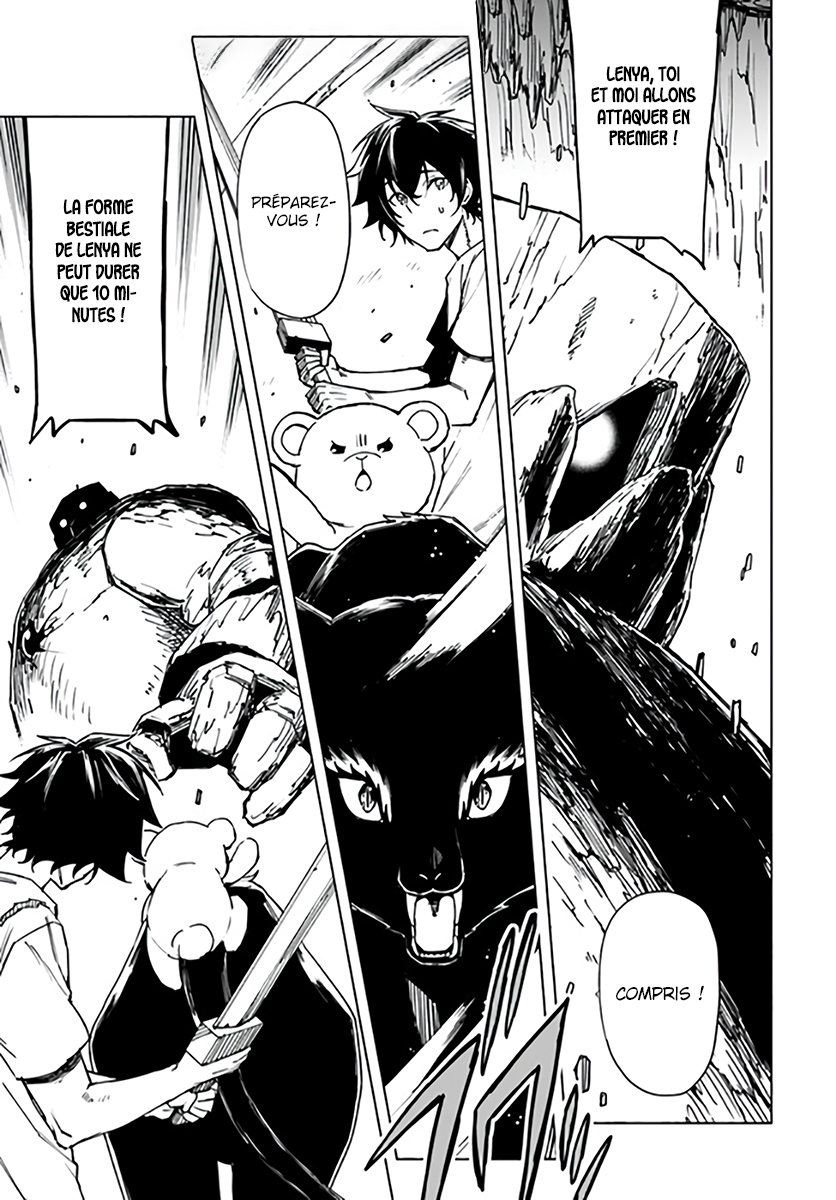 LENYA, TOI
ET MOI ALLONS
ATTAQUER EN
PREMIER !
PRÉPAREZ-
VOUS !
COMPRIS !
LA FORME
BESTIALE
DE LENYA NE
PEUT DURER
QUE 10 MI-
NUTES !